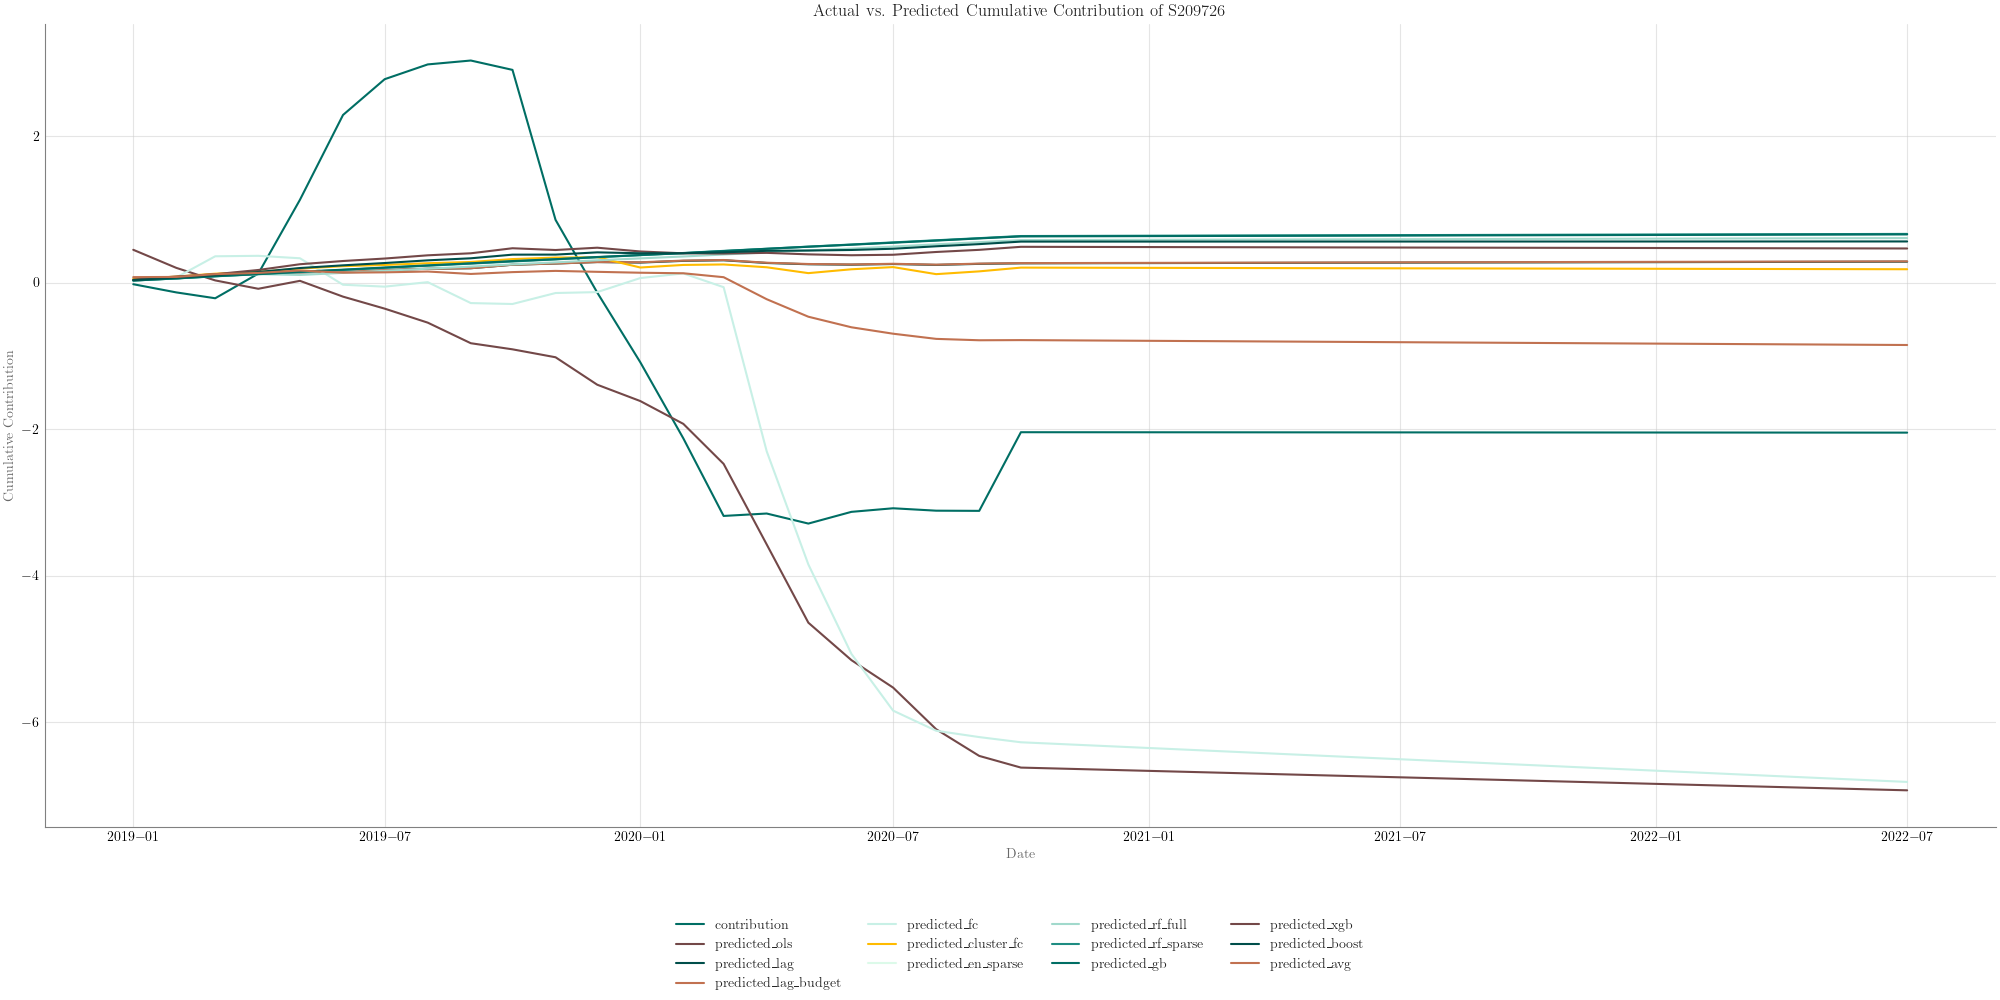 Actual vs. Predicted Cumulative Contribution of S209726
Cumulative Contribution
2
0
−2
−4
−6
2019−01
2019−07
2020−01
2020−07
2021−01
2021−07
2022−01
2022−07
Date
contribution
predicted_ols
predicted_lag
predicted_lag_budget
predicted_fc
predicted_cluster_fc
predicted_en_sparse
predicted_rf_full
predicted_rf_sparse
predicted_gb
predicted_xgb
predicted_boost
predicted_avg